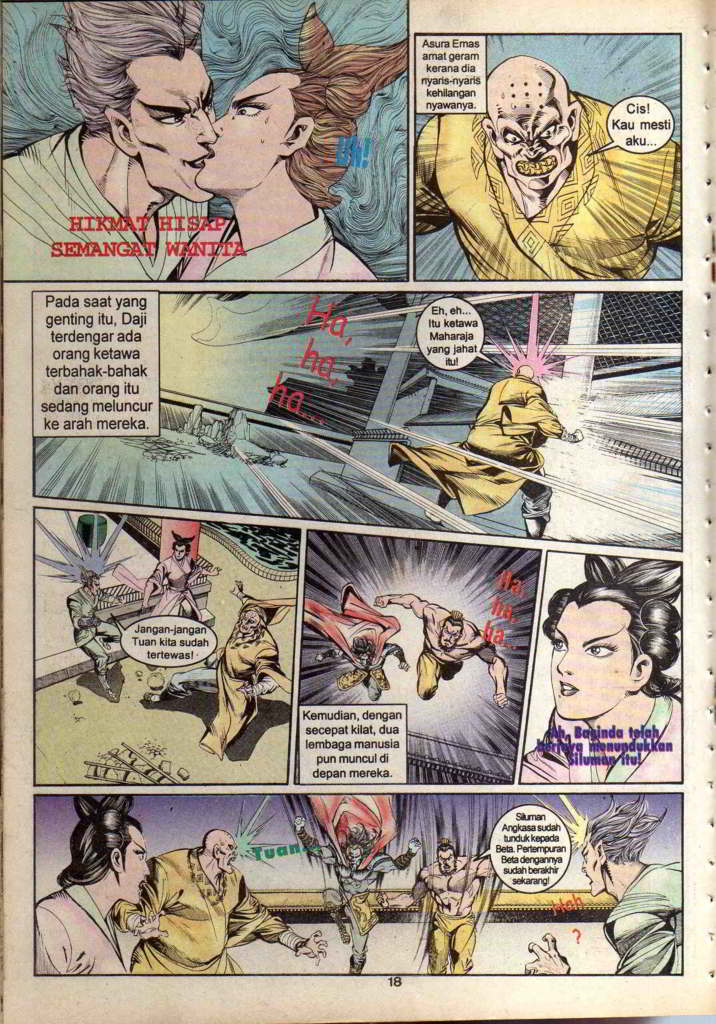 Uh!
HIKMAT HISAP
SEMANGAT WANITA
Asura Emas
amat geram
kerana dia
nyaris-nyaris
kehilangan
nyawanya.
Cis!
Kau mesti
aku...
Pada saat yang
genting itu, Daji
terdengar ada
orang ketawa
terbahak-bahak
dan orang itu
sedang meluncur
ke arah mereka.
Ha,
ha,
ha...
Eh, eh...
Itu ketawa
Maharaja
yang jahat
itu!
Jangan-jangan
Tuan kita sudah
tertewas!
Ha,
ha,
ha...
Kemudian, dengan
secepat kilat, dua
lembaga manusia
pun muncul di
depan mereka.
Ah, Baginda telah
berjaya menundukkan
Siluman itu!
Tuan...
Siluman
Angkasa sudah
tunduk kepada
Beta. Pertempuran
Beta dengannya
sudah berakhir
sekarang!
Hah
?
18